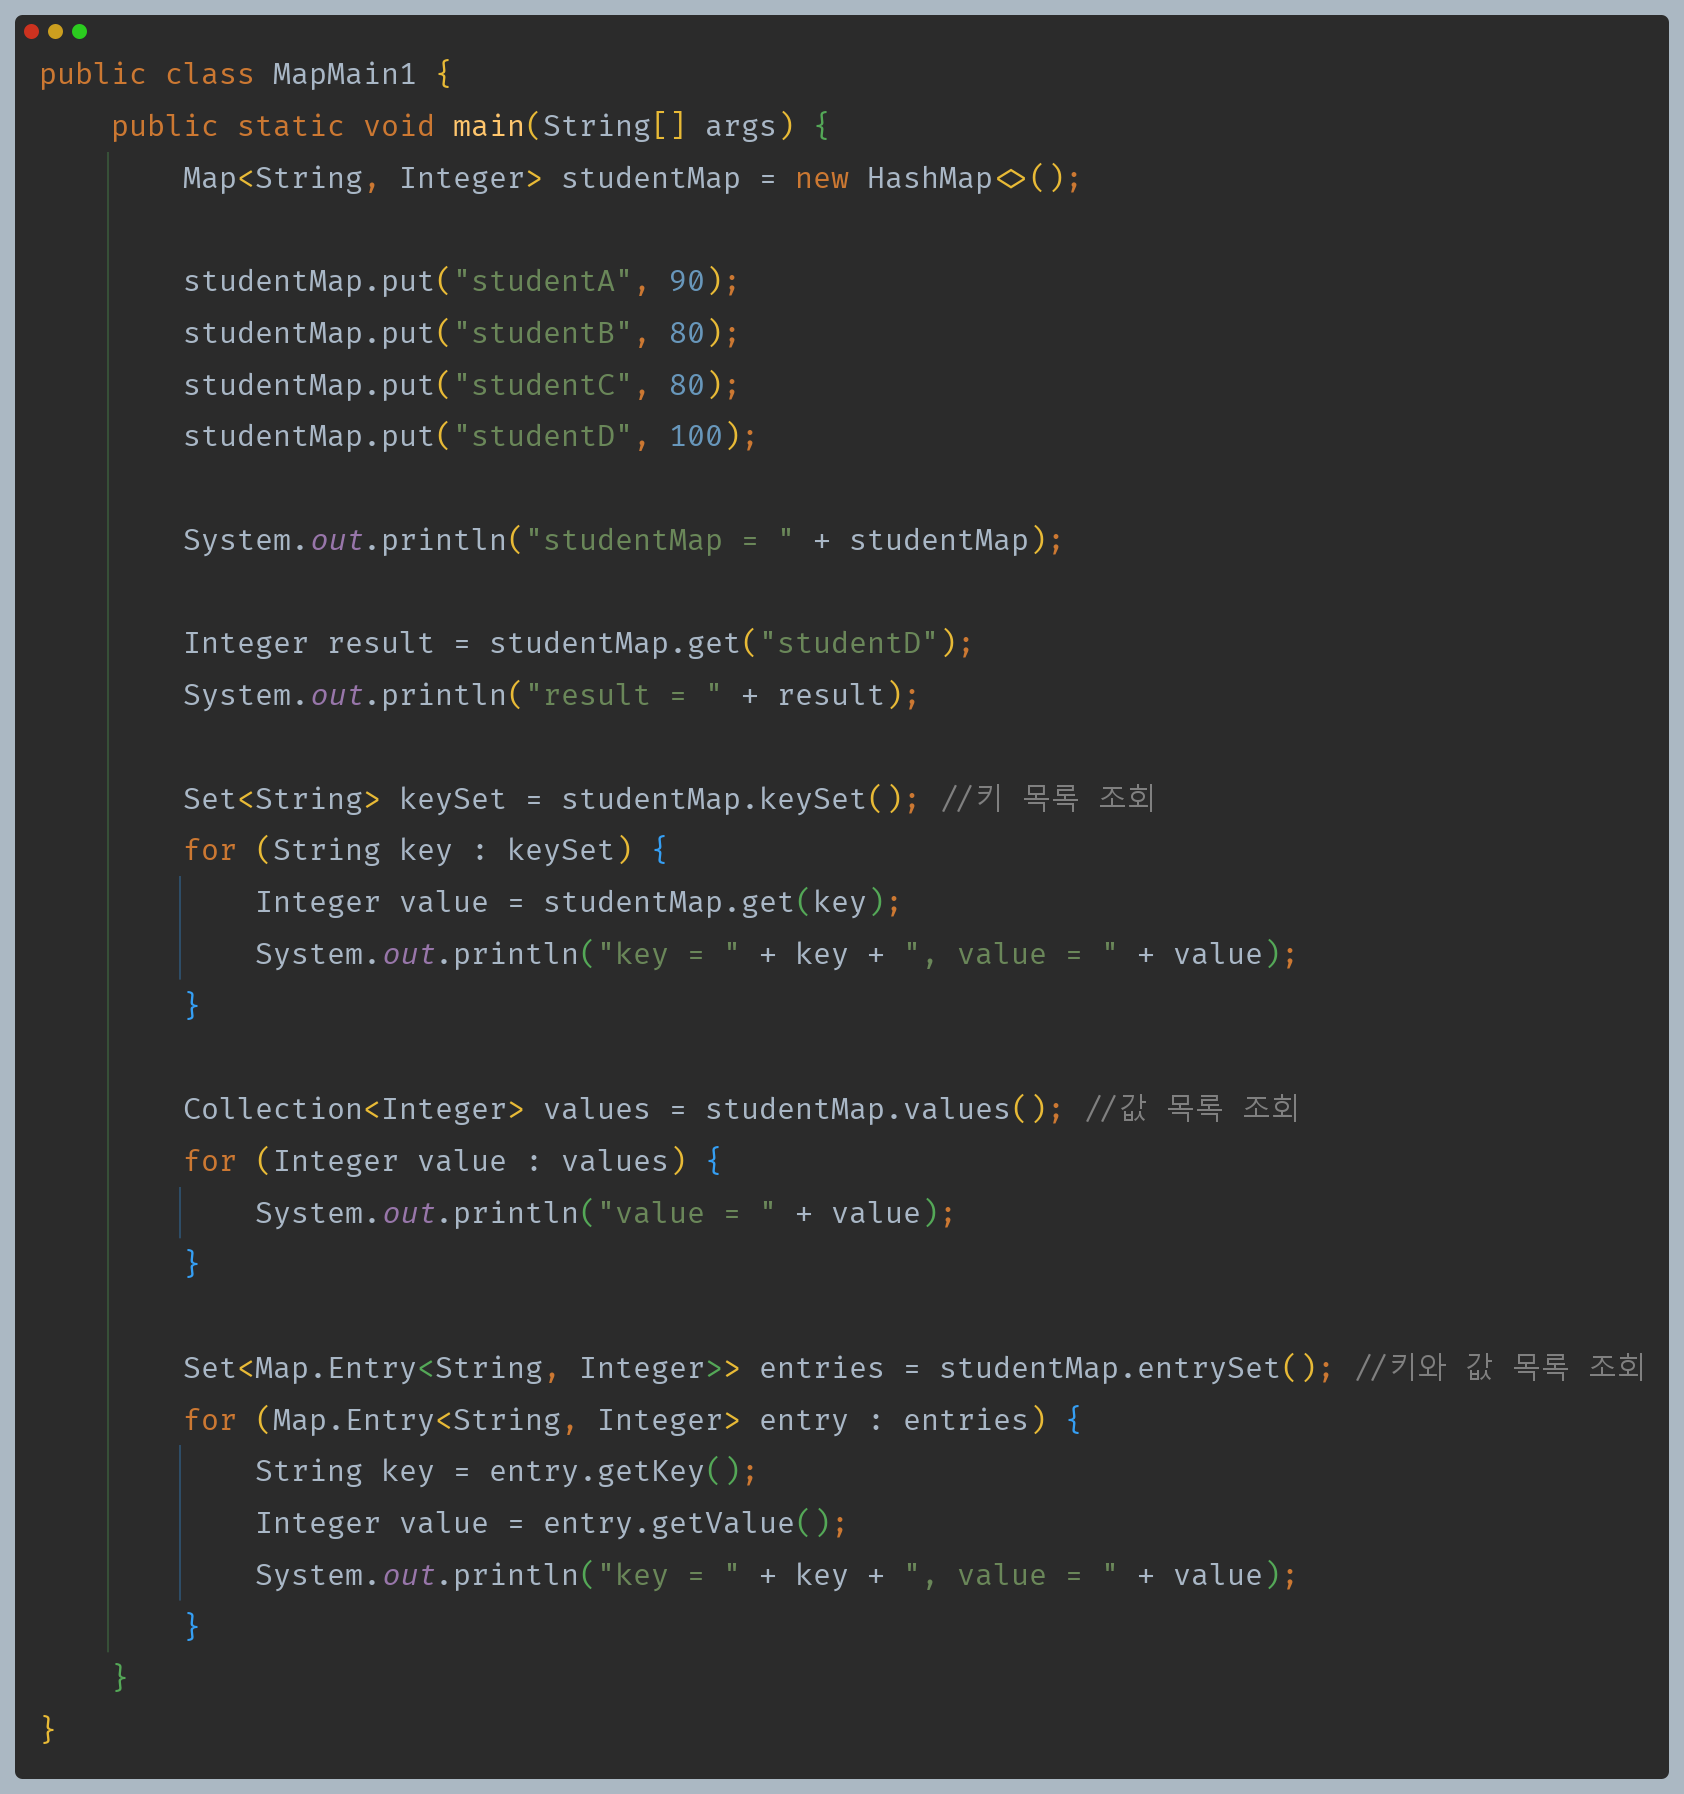 public class MapMain1 {
    public static void main(String[] args) {
        Map<String, Integer> studentMap = new HashMap<>();

        studentMap.put("studentA", 90);
        studentMap.put("studentB", 80);
        studentMap.put("studentC", 80);
        studentMap.put("studentD", 100);

        System.out.println("studentMap = " + studentMap);

        Integer result = studentMap.get("studentD");
        System.out.println("result = " + result);

        Set<String> keySet = studentMap.keySet(); //키 목록 조회
        for (String key : keySet) {
            Integer value = studentMap.get(key);
            System.out.println("key = " + key + ", value = " + value);
        }

        Collection<Integer> values = studentMap.values(); //값 목록 조회
        for (Integer value : values) {
            System.out.println("value = " + value);
        }

        Set<Map.Entry<String, Integer>> entries = studentMap.entrySet(); //키와 값 목록 조회
        for (Map.Entry<String, Integer> entry : entries) {
            String key = entry.getKey();
            Integer value = entry.getValue();
            System.out.println("key = " + key + ", value = " + value);
        }
    }
}